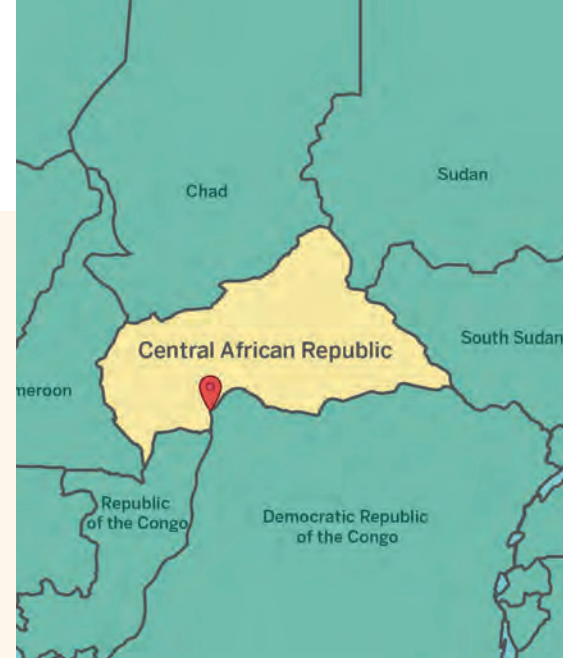 Chad
Sudan
Central African Republic
South Sudan
meroon
Republic
of the Congo
Democratic Republic
of the Congo